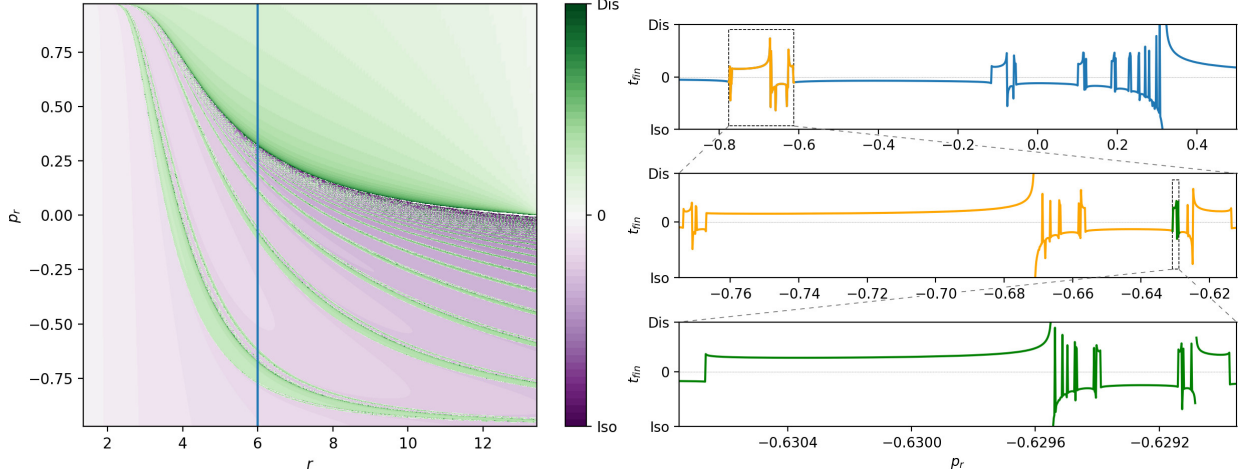 0.75
0.50
0.25
0.00
−0.25
−0.50
−0.75
p_r
2 4 6 8 10 12
r
Dis
0
Iso
Dis
0
Iso
t_fin
−0.8 −0.6 −0.4 −0.2 0.0 0.2 0.4
Dis
0
Iso
t_fin
−0.76 −0.74 −0.72 −0.70 −0.68 −0.66 −0.64 −0.62
Dis
0
Iso
t_fin
−0.6304 −0.6300 −0.6296 −0.6292
p_r